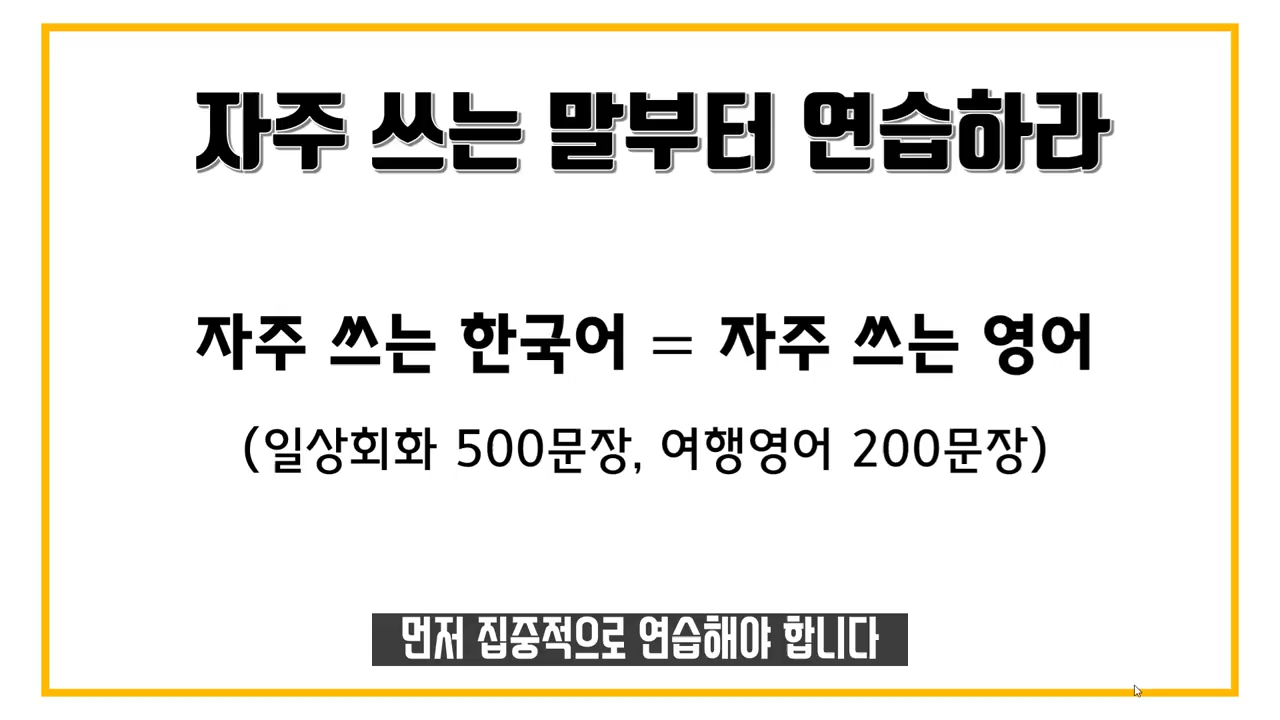 자주 쓰는 말부터 연습하라
자주 쓰는 한국어 = 자주 쓰는 영어
(일상회화 500문장, 여행영어 200문장)
먼저 집중적으로 연습해야 합니다